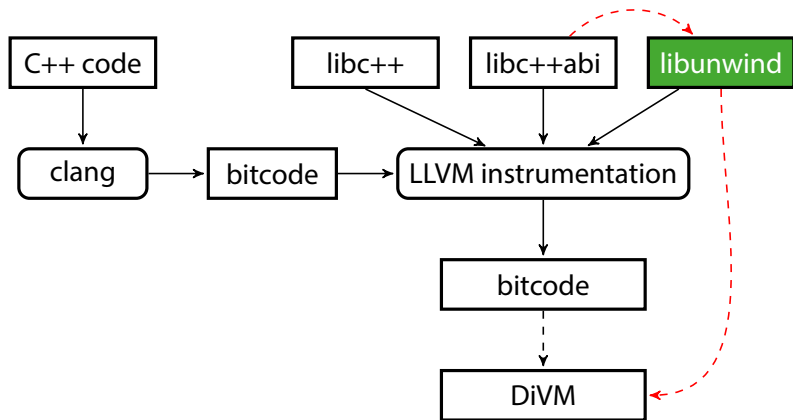 C++ code
libc++
libc++abi
libunwind
clang
bitcode
LLVM instrumentation
bitcode
DiVM